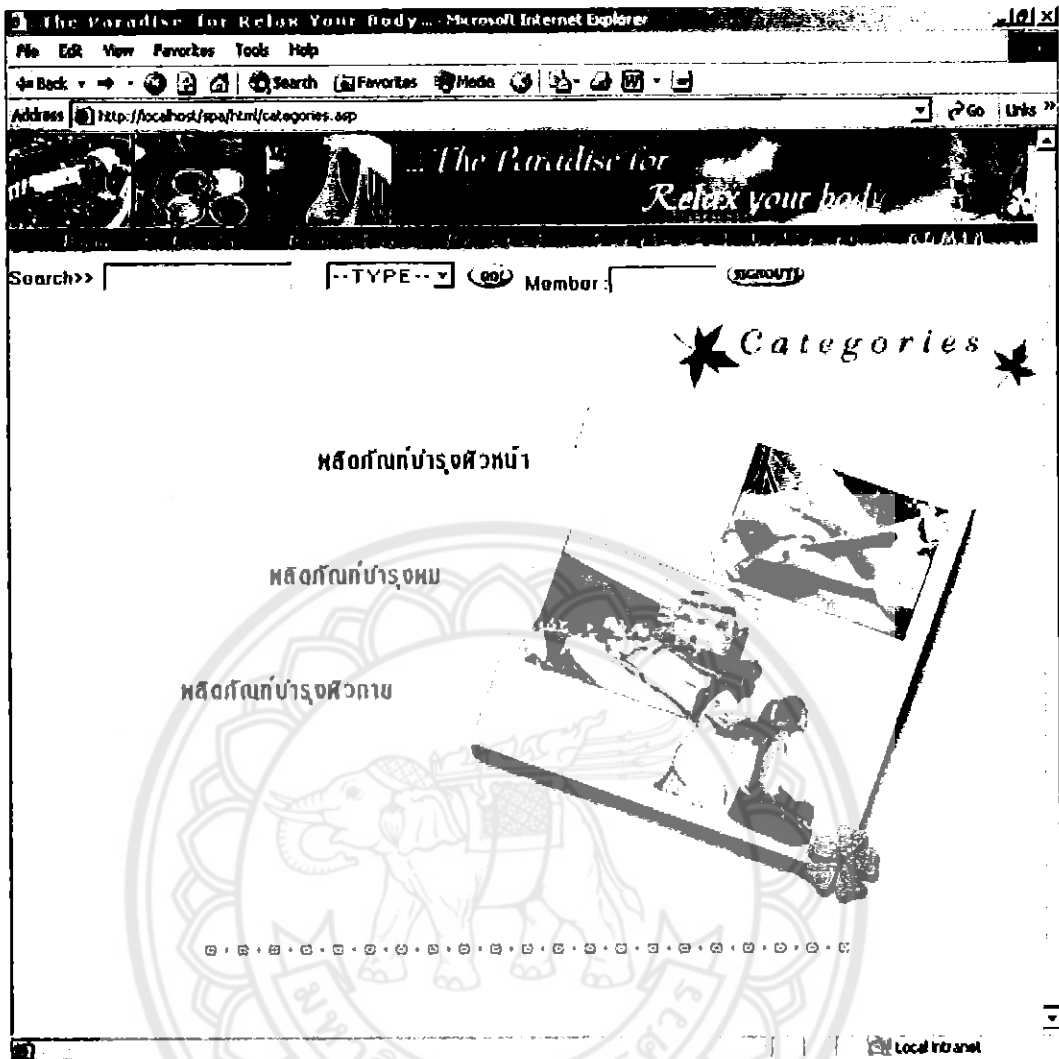 The Paradise for Relax Your Body... - Microsoft Internet Explorer
File Edit View Favorites Tools Help
Back Search Favorites Media
Address http://localhost/spa/html/categories.asp Go Links
...The Paradise for
Relax your body
ADMIN
Search>> --TYPE-- GO Member : SIGNOUT
Categories
ผลิตภัณฑ์บำรุงผิวหน้า
ผลิตภัณฑ์บำรุงผม
ผลิตภัณฑ์บำรุงผิวกาย
Local intranet